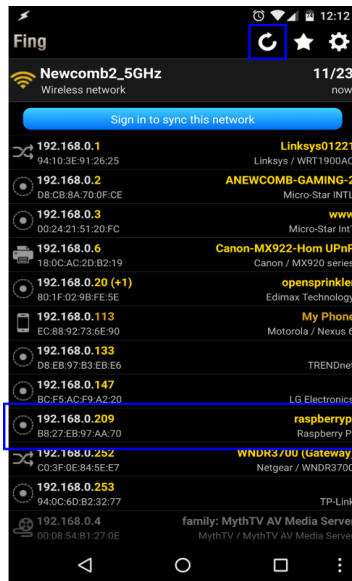 12:12
Fing
Newcomb2_5GHz 11/23
Wireless network now
Sign in to sync this network
192.168.0.1 Linksys01221
94:10:3E:91:26:25 Linksys / WRT1900AC
192.168.0.2 ANEWCOMB-GAMING-2
D8:CB:8A:70:0F:CE Micro-Star INTL
192.168.0.3 www
00:24:21:51:20:FC Micro-Star Int'
192.168.0.6 Canon-MX922-Hom UPnP
18:0C:AC:2D:B2:19 Canon / MX920 series
192.168.0.20 (+1) opensprinkle
80:1F:02:9B:FE:5E Edimax Technology
192.168.0.113 My Phone
EC:88:92:73:6E:90 Motorola / Nexus 6
192.168.0.133
D8:EB:97:B3:EB:E6 TRENDnet
192.168.0.147
BC:F5:AC:F9:A2:20 LG Electronics
192.168.0.209 raspberryp
B8:27:EB:97:AA:70 Raspberry P
192.168.0.252 WNDR3700 (Gateway)
C0:3F:0E:84:5E:E7 Netgear / WNDR3700
192.168.0.253
94:0C:6D:B2:32:77 TP-Link
192.168.0.4 family: MythTV AV Media Serve
00:08:54:B1:27:0E MythTV / MythTV AV Media Serve